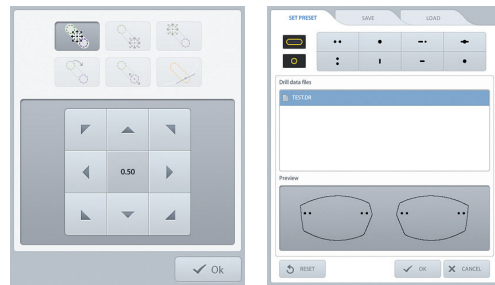 0.50
Ok
SET PRESET
SAVE
LOAD
Drill data files
TEST.DR
Preview
RESET
OK
CANCEL